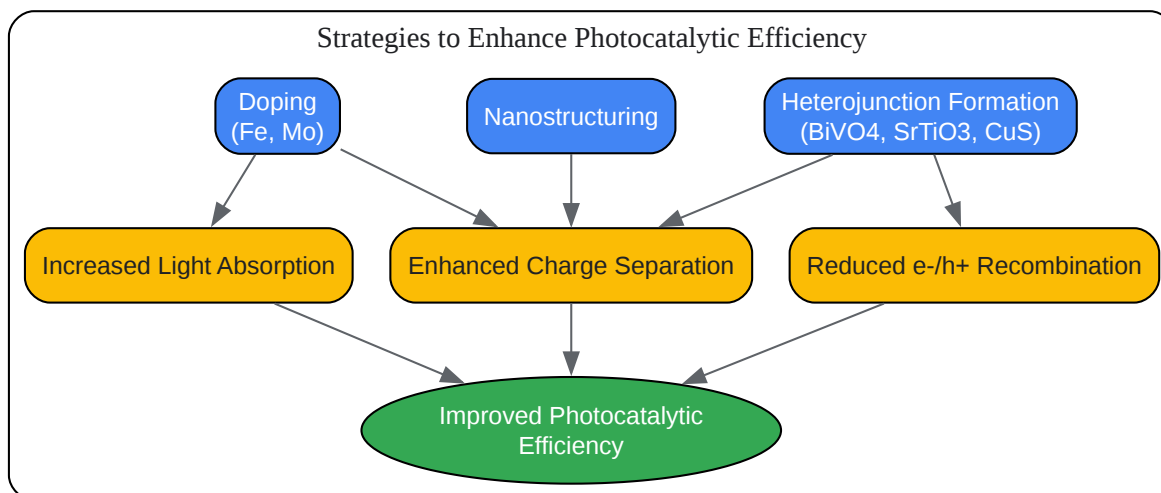 Strategies to Enhance Photocatalytic Efficiency
Doping
(Fe, Mo)
Nanostructuring
Heterojunction Formation
(BiVO4, SrTiO3, CuS)
Increased Light Absorption
Enhanced Charge Separation
Reduced e-/h+ Recombination
Improved Photocatalytic
Efficiency